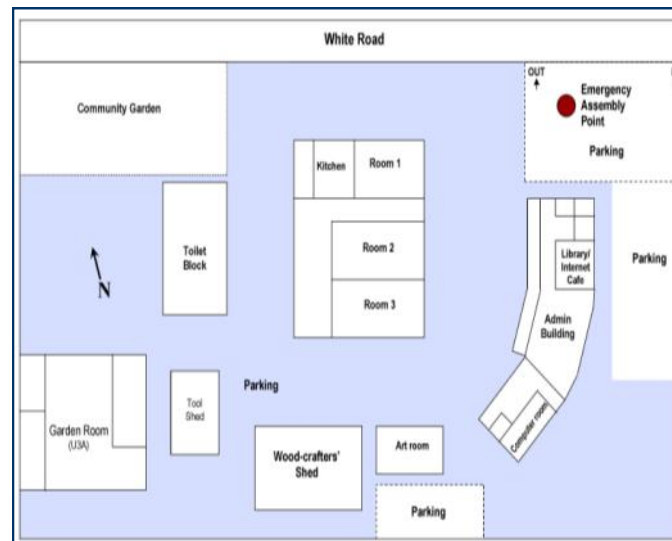 White Road
OUT
Emergency
Assembly
Point
Parking
Community Garden
Kitchen
Room 1
Toilet
Block
Room 2
Room 3
Library/
Internet
Cafe
Parking
Admin
Building
N
Garden Room
(U3A)
Tool
Shed
Parking
Computer room
Wood-crafters'
Shed
Art room
Parking